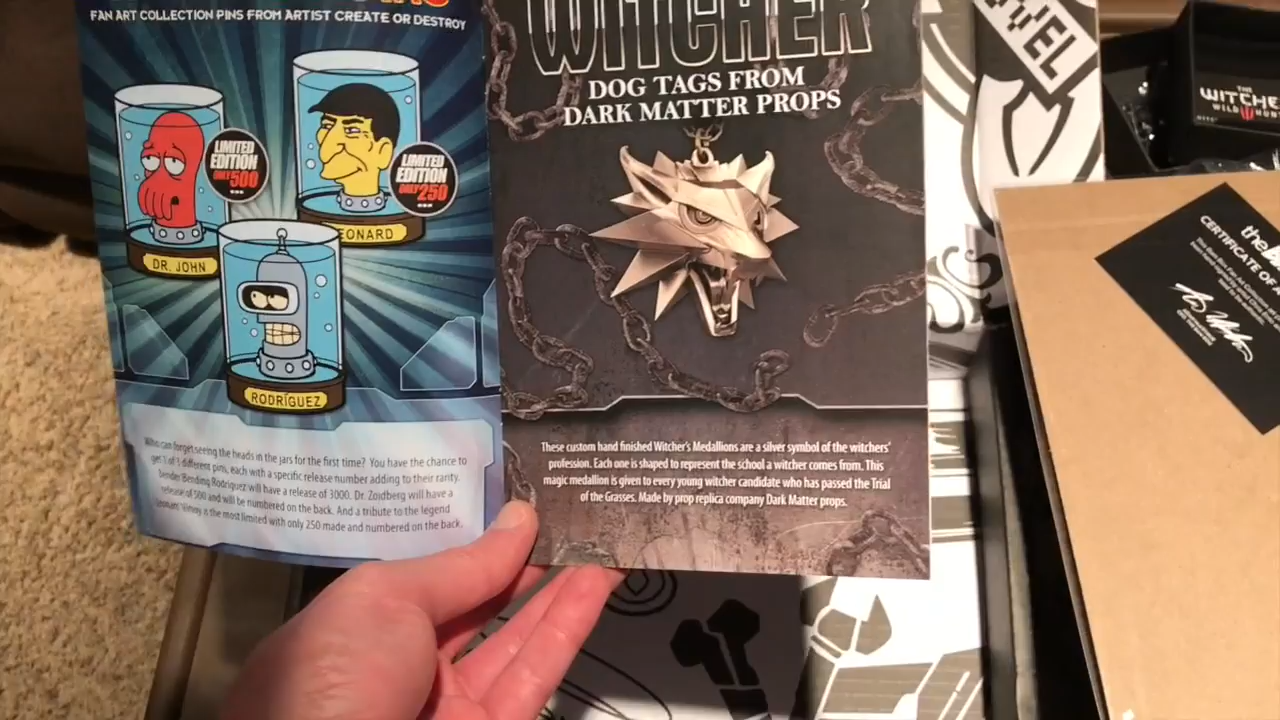 FAN ART COLLECTION PINS FROM ARTIST CREATE OR DESTROY
LIMITED
EDITION
ONLY 500
LIMITED
EDITION
ONLY 250
DR. JOHN
LEONARD
RODRÍGUEZ
Who can forget seeing the heads in the jars for the first time? You have the chance to
get 1 of 3 different pins, each with a specific release number adding to their rarity.
Bender Bending Rodriguez will have a release of 3000. Dr. Zoidberg will have a
release of 500 and will be numbered on the back. And a tribute to the legend
Leonard Nimoy is the most limited with only 250 made and numbered on the back.
WITCHER
DOG TAGS FROM
DARK MATTER PROPS
These custom hand finished Witcher's Medallions are a silver symbol of the witchers'
profession. Each one is shaped to represent the school a witcher comes from. This
magic medallion is given to every young witcher candidate who has passed the Trial
of the Grasses. Made by prop replica company Dark Matter props.
THE
WITCHE
WILD HU
the
CERTIFICATE OF A